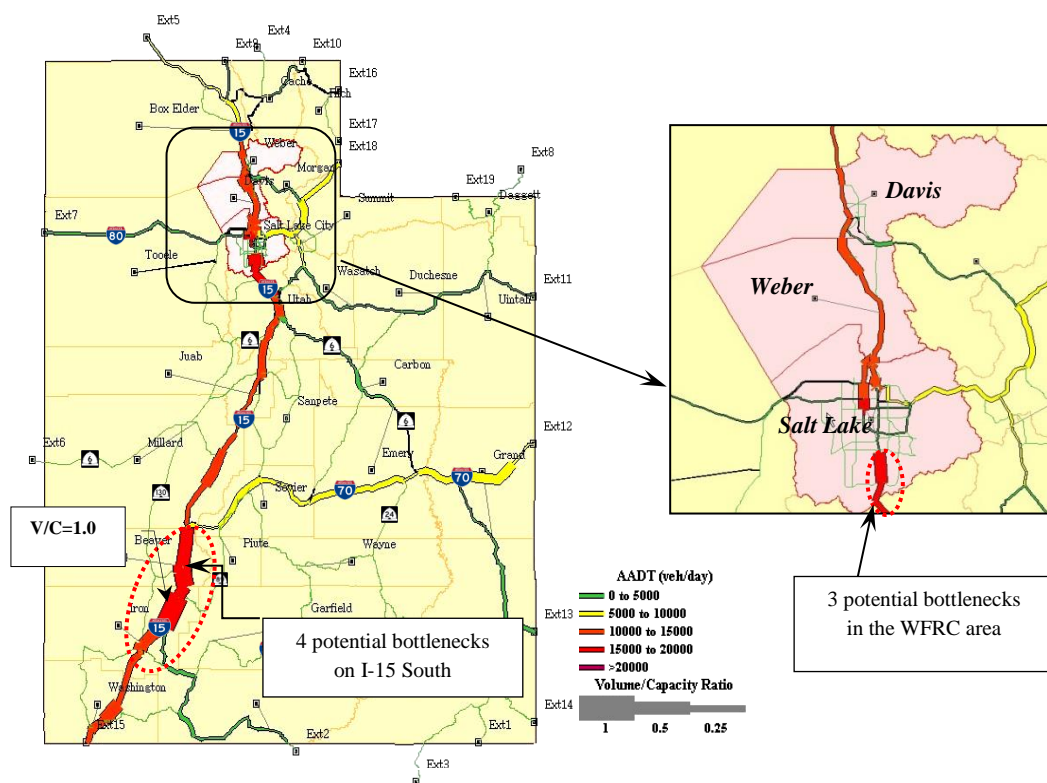 Ext5
Ext4
Ext9
Ext10
Ext16
Cache
Rich
Box Elder
15
Ext17
Weber
Ext18
Ext8
Morgan
Davis
Ext19
Daggett
Summit
Ext7
Salt Lake City
80
Tooele
Wasatch
Duchesne
Ext11
15
Utah
Uintah
6
6
Juab
Carbon
Sanpete
15
6
Ext6
Millard
Ext12
6
Emery
Grand
70
70
130
Sevier
24
V/C=1.0
Beaver
Piute
Wayne
Iron
Garfield
15
Ext13
4 potential bottlenecks
on I-15 South
Washington
Ext15
Ext14
Ext2
Ext1
Ext3
Davis
Weber
Salt Lake
AADT (veh/day)
0 to 5000
5000 to 10000
10000 to 15000
15000 to 20000
>20000
Volume/Capacity Ratio
1 0.5 0.25
3 potential bottlenecks
in the WFRC area